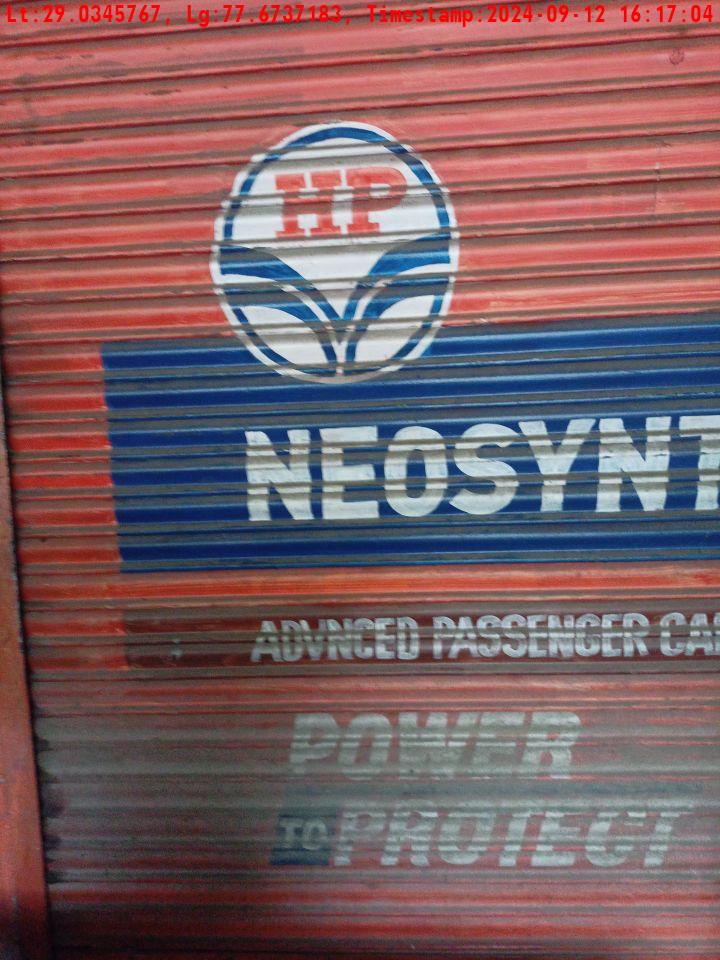 Lt:29.0345767, Lg:77.6737183, Timestamp:2024-09-12 16:17:04
HP
NEOSYNT
ADVNCED PASSENGER CA
POWER
TO PROTECT